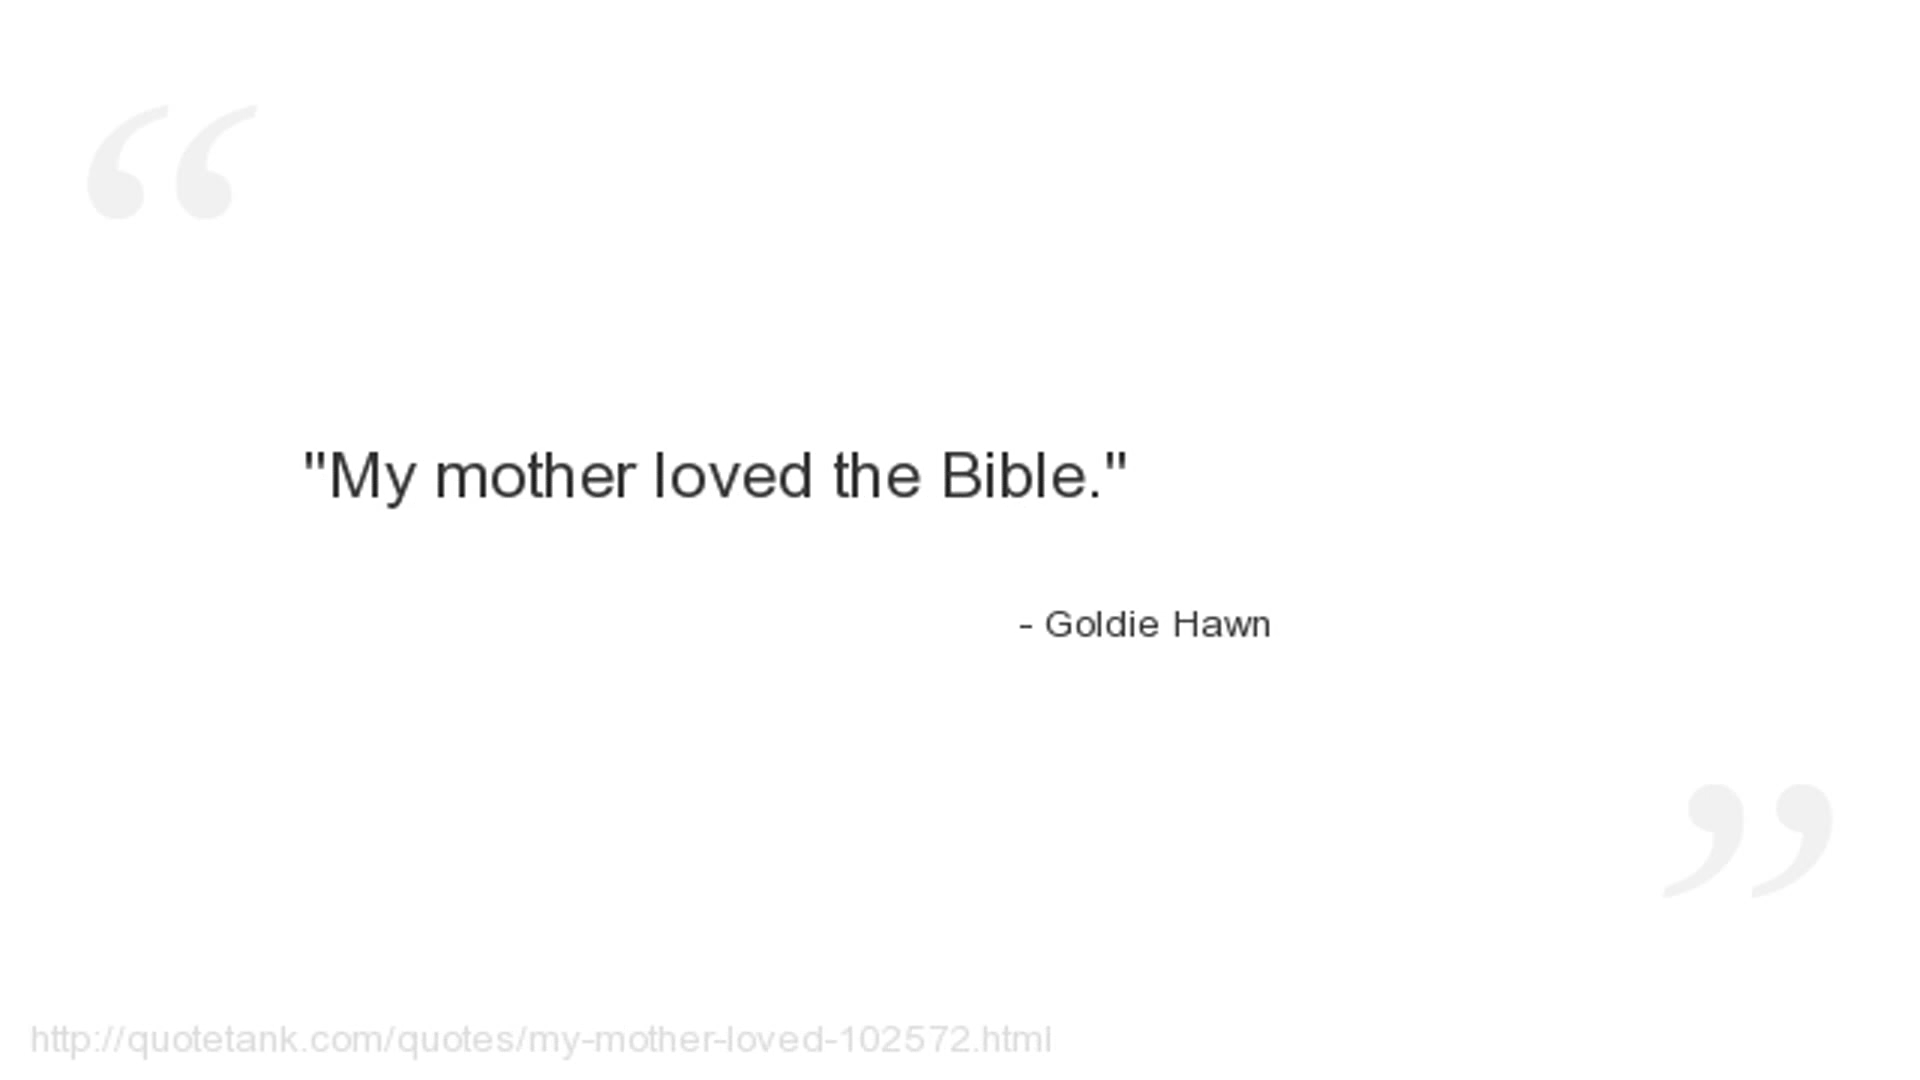 "My mother loved the Bible."
- Goldie Hawn
http://quotetank.com/quotes/my-mother-loved-102572.html